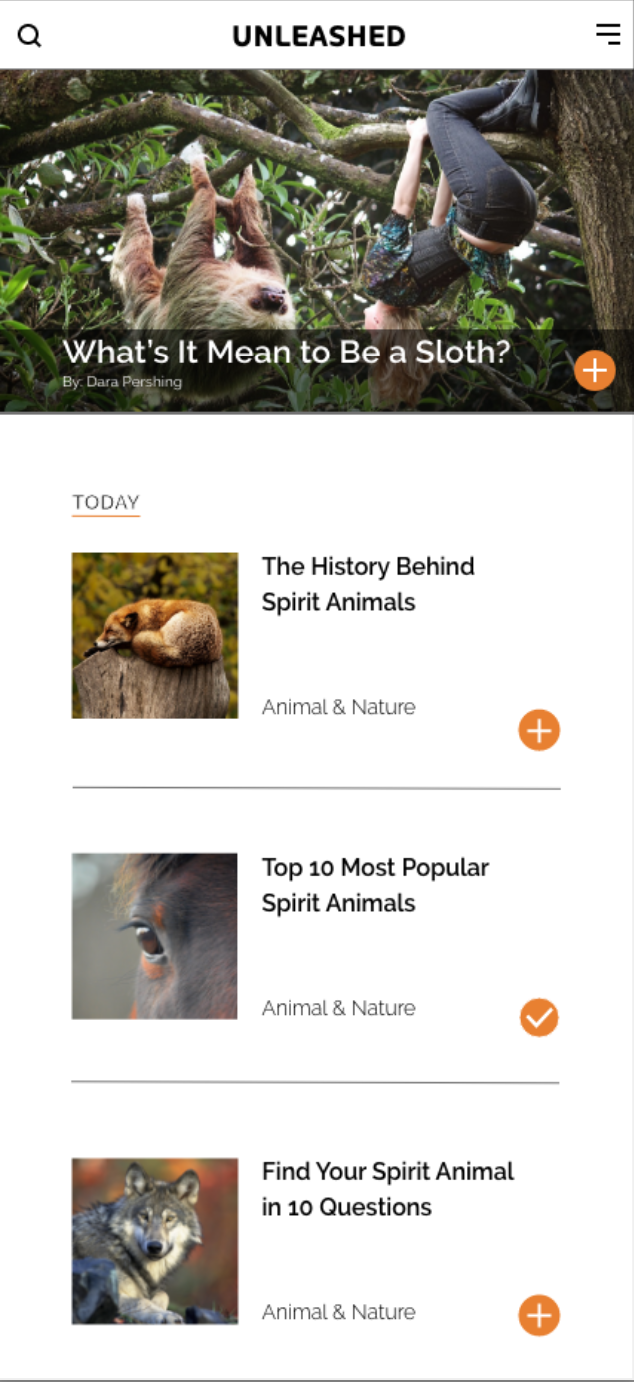 UNLEASHED
What's It Mean to Be a Sloth?
By: Dara Pershing
TODAY
The History Behind
Spirit Animals
Animal & Nature
Top 10 Most Popular
Spirit Animals
Animal & Nature
Find Your Spirit Animal
in 10 Questions
Animal & Nature